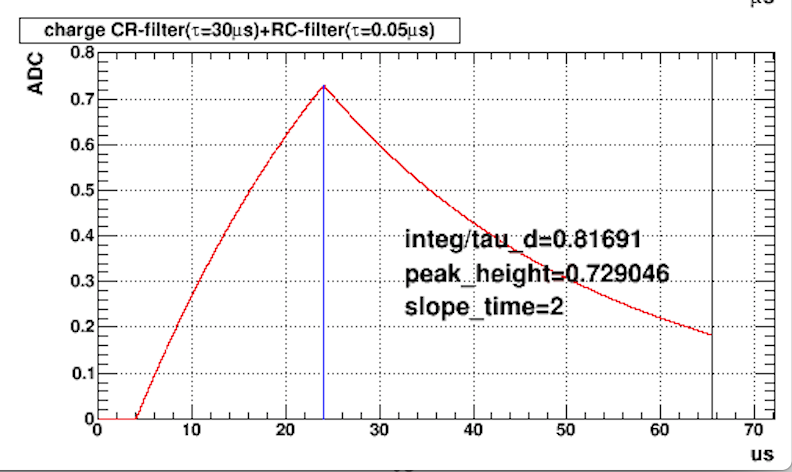 μs
charge CR-filter(τ=30μs)+RC-filter(τ=0.05μs)
ADC
0.8
0.7
0.6
0.5
0.4
0.3
0.2
0.1
0
integ/tau_d=0.81691
peak_height=0.729046
slope_time=2
0 10 20 30 40 50 60 70
us